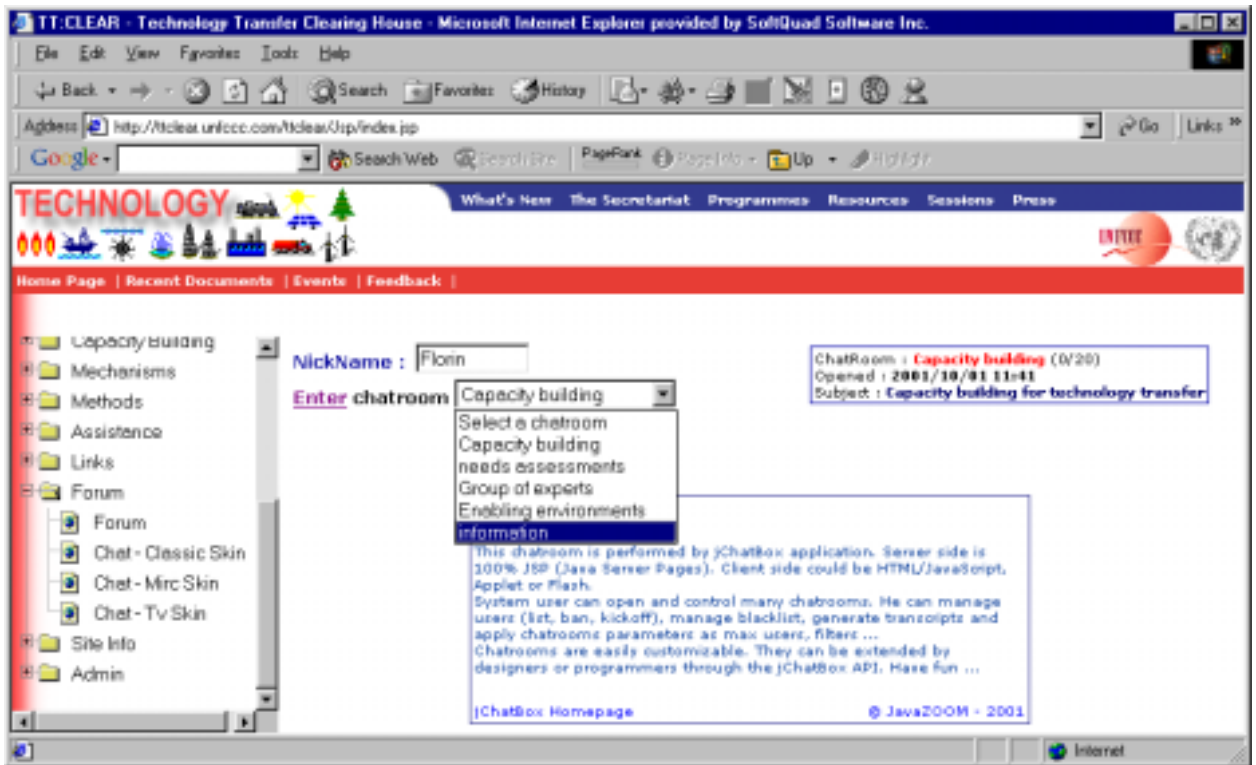 TT:CLEAR - Technology Transfer Clearing House - Microsoft Internet Explorer provided by SoftQuad Software Inc.
File Edit View Favorites Tools Help
Back Search Favorites History
Address http://ttclear.unfccc.com/ttclear/Jsp/index.jsp Go Links »
Google Search Web Search Site PageRank Page Info Up Highlight
TECHNOLOGY
What's New The Secretariat Programmes Resources Sessions Press
UNFCCC
Home Page | Recent Documents | Events | Feedback |
Capacity Building
Mechanisms
Methods
Assistance
Links
Forum
Forum
Chat - Classic Skin
Chat - Mirc Skin
Chat - Tv Skin
Site Info
Admin
NickName : Florin
Enter chatroom Capacity building
Select a chatroom
Capacity building
needs assessments
Group of experts
Enabling environments
information
ChatRoom : Capacity building (0/20)
Opened : 2001/10/01 11:41
Subject : Capacity building for technology transfer
This chatroom is performed by jChatBox application. Server side is
100% JSP (Java Server Pages). Client side could be HTML/JavaScript,
Applet or Flash.
System user can open and control many chatrooms. He can manage
users (list, ban, kickoff), manage blacklist, generate transcripts and
apply chatrooms parameters as max users, filters ...
Chatrooms are easily customizable. They can be extended by
designers or programmers through the jChatBox API. Have fun ...
jChatBox Homepage © JavaZOOM - 2001
Internet